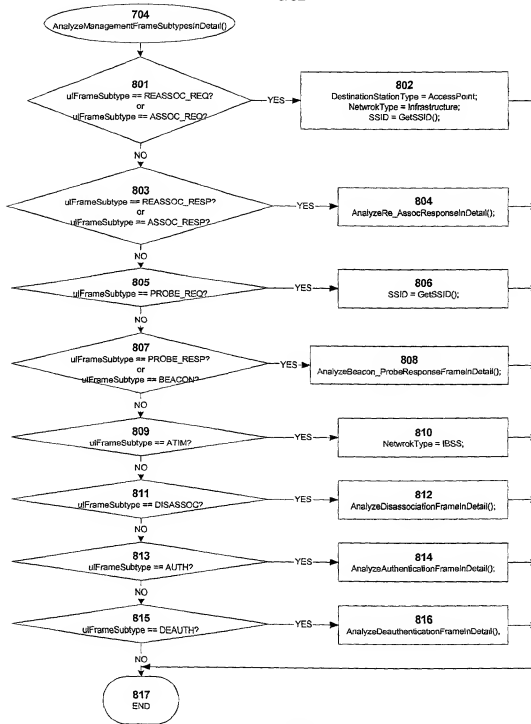 704
AnalyzeManagementFrameSubtypesInDetail()
801
ulFrameSubtype == REASSOC_REQ?
or
ulFrameSubtype == ASSOC_REQ?
YES
802
DestinationStationType = AccessPoint;
NetwrokType = Infrastructure;
SSID = GetSSID();
NO
803
ulFrameSubtype == REASSOC_RESP?
or
ulFrameSubtype == ASSOC_RESP?
YES
804
AnalyzeRe_AssocResponseInDetail();
NO
805
ulFrameSubtype == PROBE_REQ?
YES
806
SSID = GetSSID();
NO
807
ulFrameSubtype == PROBE_RESP?
or
ulFrameSubtype == BEACON?
YES
808
AnalyzeBeacon_ProbeResponseFrameInDetail();
NO
809
ulFrameSubtype == ATIM?
YES
810
NetwrokType = IBSS;
NO
811
ulFrameSubtype == DISASSOC?
YES
812
AnalyzeDisassociationFrameInDetail();
NO
813
ulFrameSubtype == AUTH?
YES
814
AnalyzeAuthenticationFrameInDetail();
NO
815
ulFrameSubtype == DEAUTH?
YES
816
AnalyzeDeauthenticationFrameInDetail();
NO
817
END